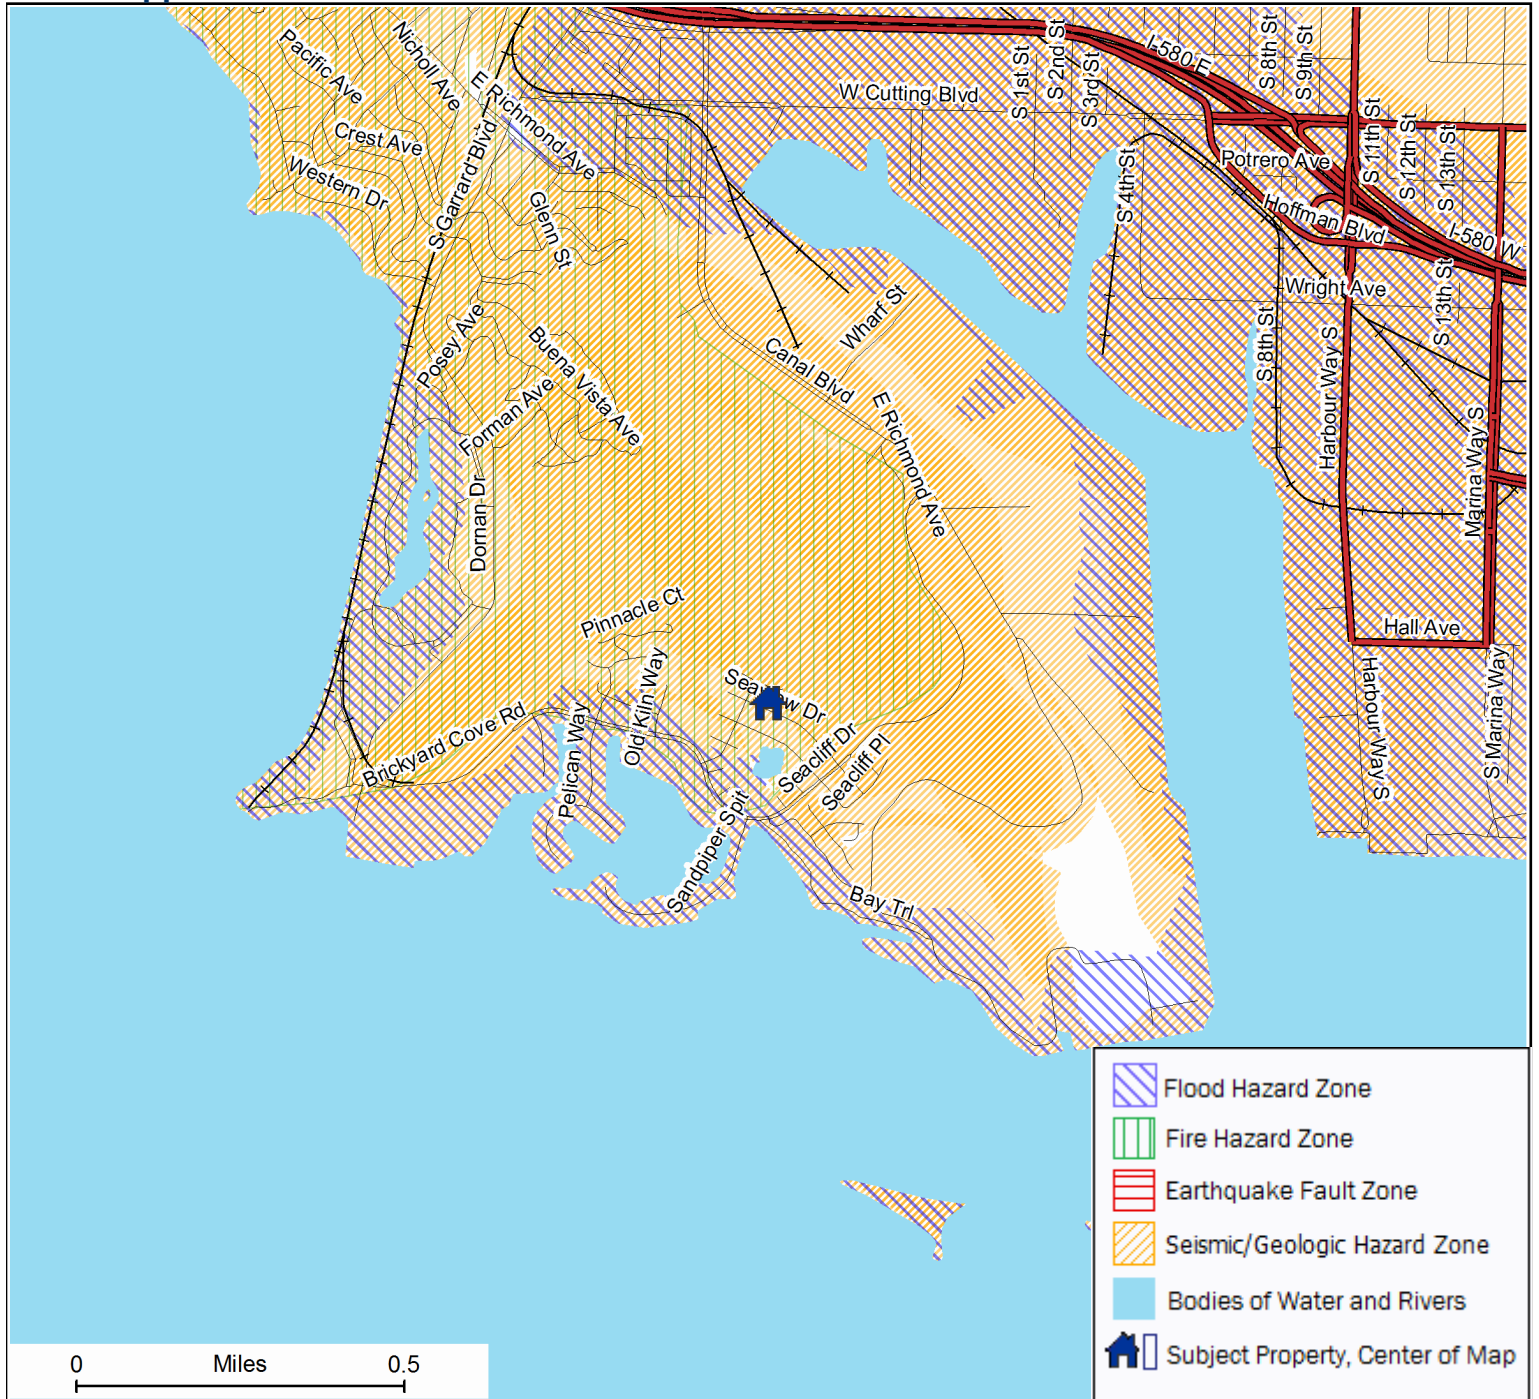 Pacific Ave
Nicholl Ave
E Richmond Ave
Crest Ave
Western Dr
S Garrard Blvd
Glenn St
W Cutting Blvd
S 1st St
S 2nd St
S 3rd St
I-580 E
S 8th St
S 9th St
S 11th St
S 12th St
S 13th St
Potrero Ave
Hoffman Blvd
I-580 W
S 4th St
Wright Ave
S 13th St
S 8th St
Harbour Way S
Marina Way S
Wharf St
Canal Blvd
E Richmond Ave
Posey Ave
Buena Vista Ave
Forman Ave
Dornan Dr
Pinnacle Ct
Hall Ave
Harbour Way S
S Marina Way
Old Kiln Way
Pelican Way
Brickyard Cove Rd
Seacliff Dr
Seacliff Pl
Sandpiper Spit
Bay Trl
Flood Hazard Zone
Fire Hazard Zone
Earthquake Fault Zone
Seismic/Geologic Hazard Zone
Bodies of Water and Rivers
Subject Property, Center of Map
0 Miles 0.5